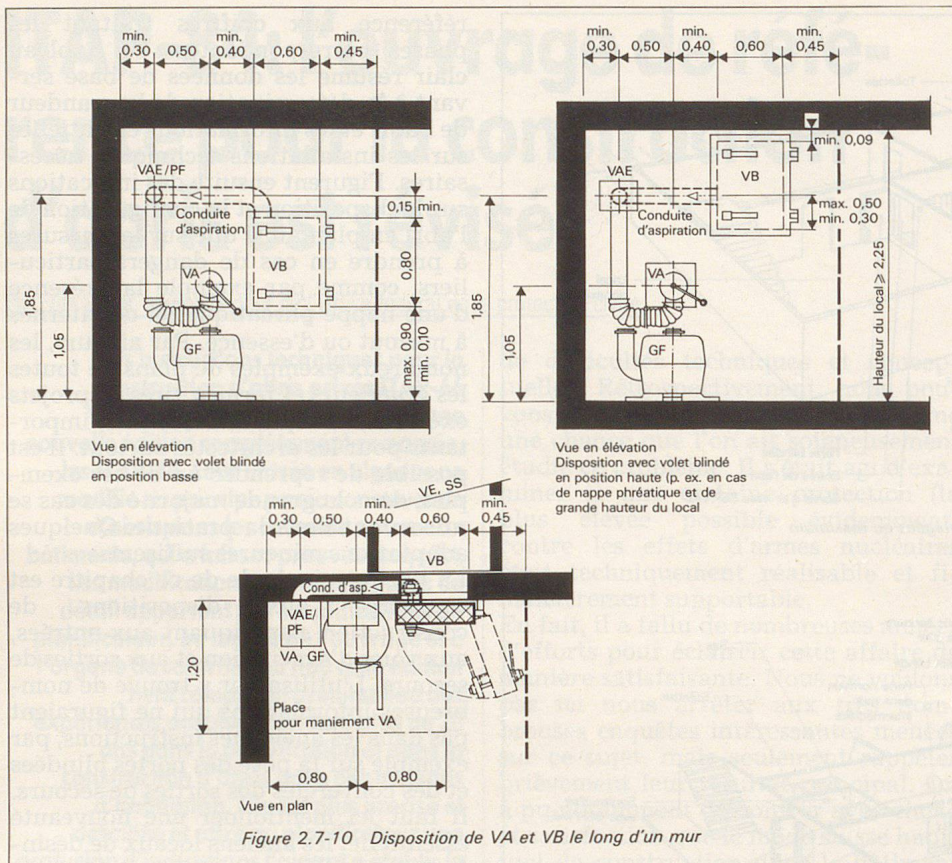 min. min. min.
0,30 0,50 0,40 0,60 0,45
VAE/PF
Conduite
d'aspiration
VA
VB
GF
0,15 min.
0,80
max. 0,90
min. 0,10
1,85
1,05
Vue en élévation
Disposition avec volet blindé
en position basse
min. min. min.
0,30 0,50 0,40 0,60 0,45
min. 0,09
VAE
VB
Conduite
d'aspiration
max. 0,50
min. 0,30
VA
GF
1,85
1,05
Hauteur du local ≥ 2,25
Vue en élévation
Disposition avec volet blindé
en position haute (p. ex. en cas
de nappe phréatique et de
grande hauteur du local
VE, SS
min. min. min.
0,30 0,50 0,40 0,60 0,45
VB
Cond. d'asp.
VAE/
PF
VA, GF
1,20
Place
pour maniement VA
0,80 0,80
Vue en plan
Figure 2.7-10 Disposition de VA et VB le long d'un mur